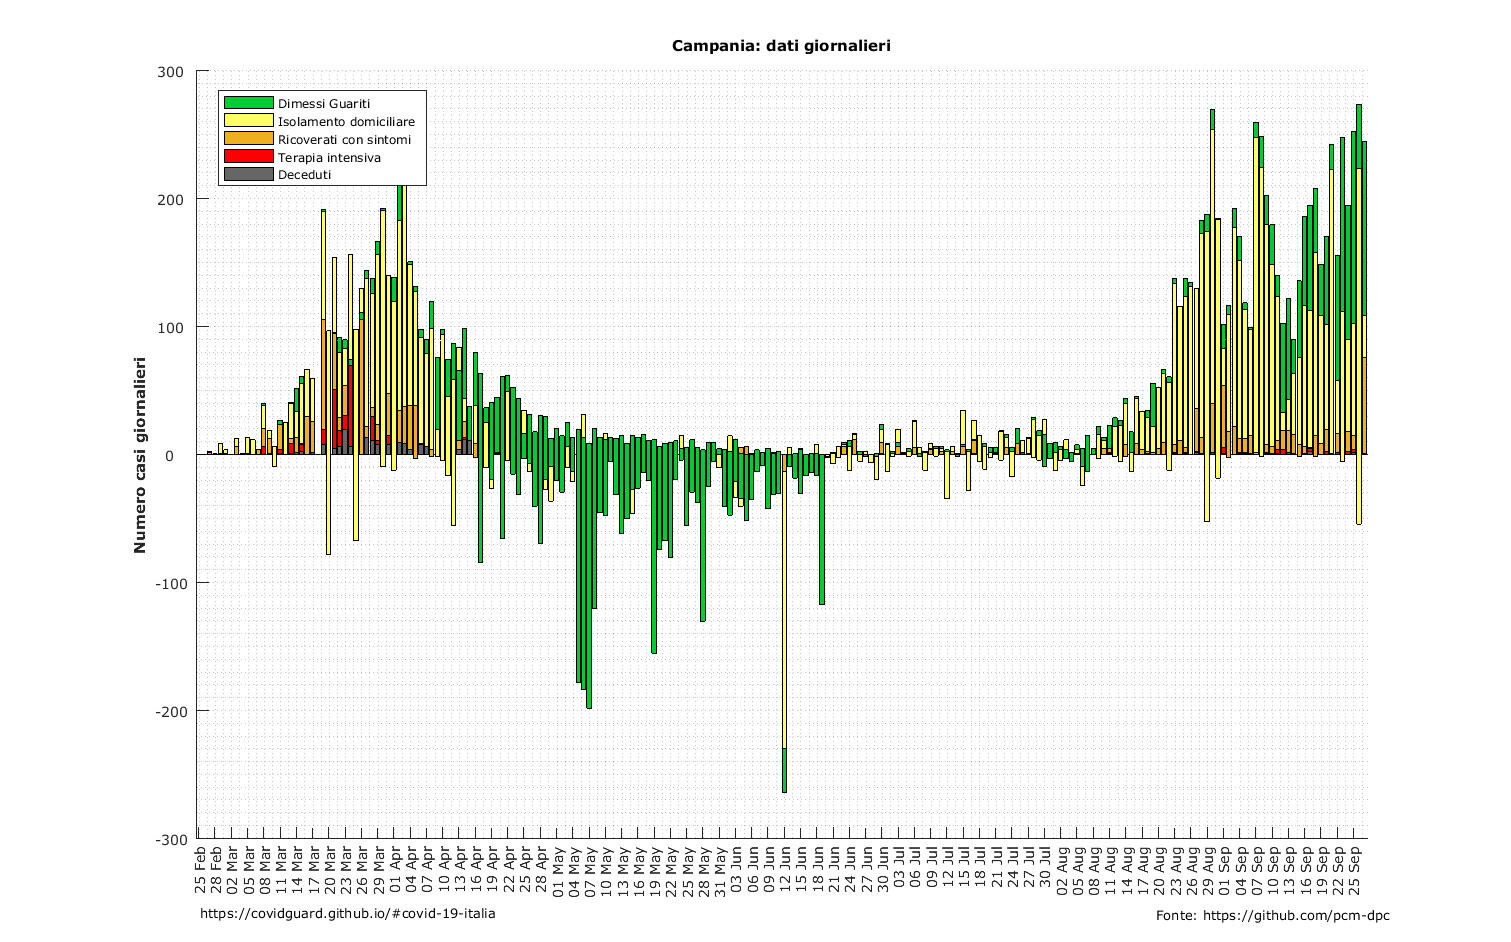 Campania: dati giornalieri
Numero casi giornalieri
300
200
100
0
-100
-200
-300
Dimessi Guariti
Isolamento domiciliare
Ricoverati con sintomi
Terapia intensiva
Deceduti
25 Feb
28 Feb
02 Mar
05 Mar
08 Mar
11 Mar
14 Mar
17 Mar
20 Mar
23 Mar
26 Mar
29 Mar
01 Apr
04 Apr
07 Apr
10 Apr
13 Apr
16 Apr
19 Apr
22 Apr
25 Apr
28 Apr
01 May
04 May
07 May
10 May
13 May
16 May
19 May
22 May
25 May
28 May
31 May
03 Jun
06 Jun
09 Jun
12 Jun
15 Jun
18 Jun
21 Jun
24 Jun
27 Jun
30 Jun
03 Jul
06 Jul
09 Jul
12 Jul
15 Jul
18 Jul
21 Jul
24 Jul
27 Jul
30 Jul
02 Aug
05 Aug
08 Aug
11 Aug
14 Aug
17 Aug
20 Aug
23 Aug
26 Aug
29 Aug
01 Sep
04 Sep
07 Sep
10 Sep
13 Sep
16 Sep
19 Sep
22 Sep
25 Sep
https://covidguard.github.io/#covid-19-italia
Fonte: https://github.com/pcm-dpc